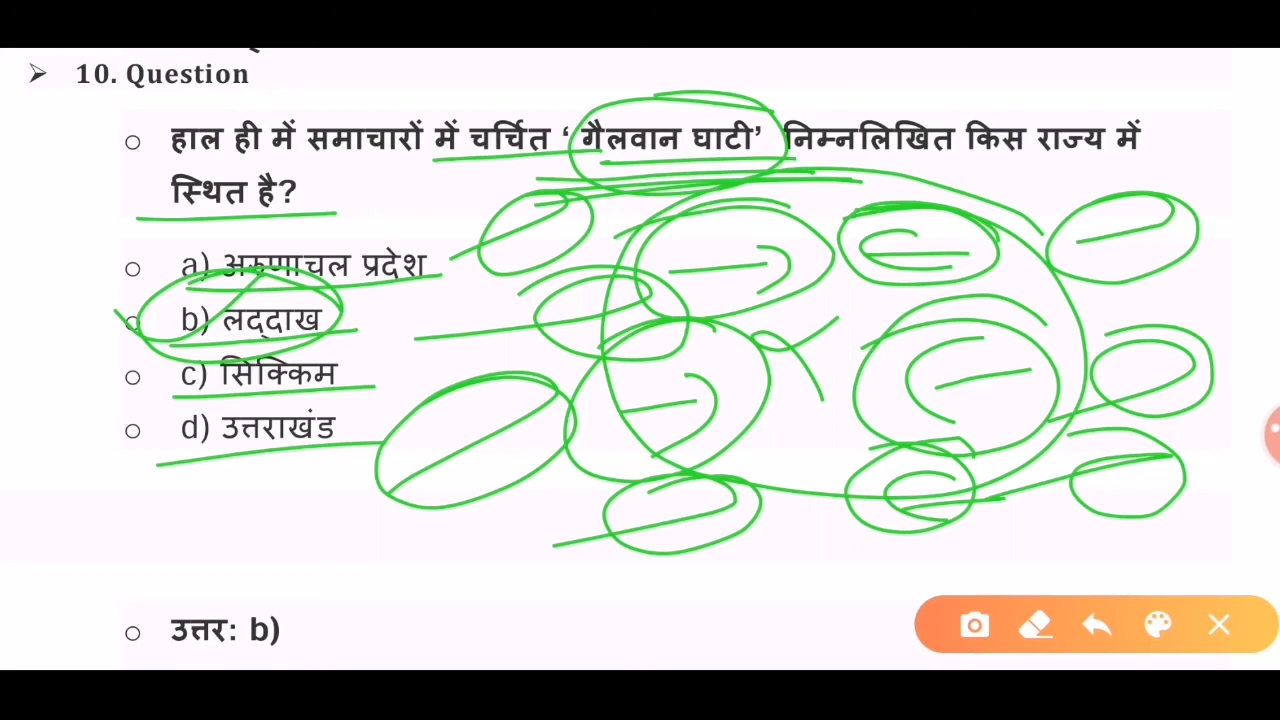 ➢ 10. Question
○ हाल ही में समाचारों में चर्चित ‘ गैलवान घाटी’ निम्नलिखित किस राज्य में
स्थित है?
○ a) अरुणाचल प्रदेश
○ b) लद्दाख
○ c) सिक्किम
○ d) उत्तराखंड
○ उत्तर: b)